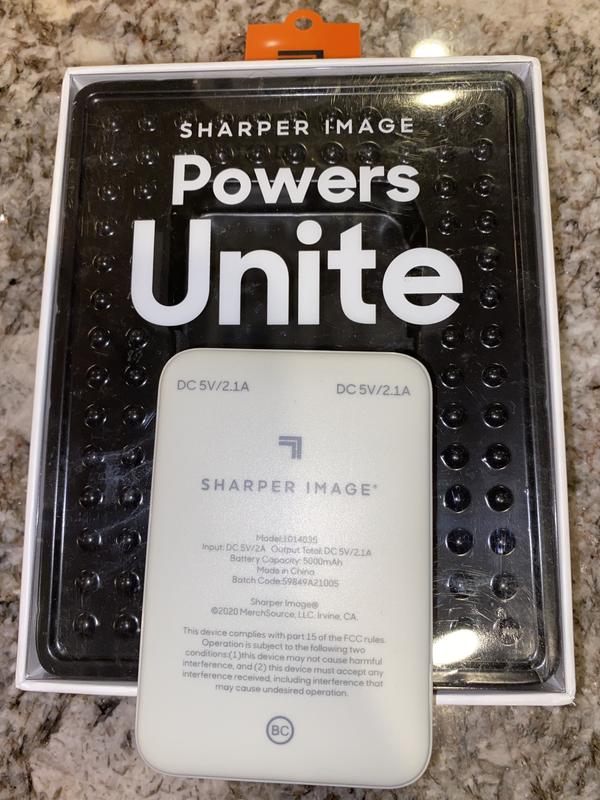 SHARPER IMAGE
Powers
Unite
DC 5V/2.1A
DC 5V/2.1A
SHARPER IMAGE®
Model:1014035
Input: DC 5V/2A Output Total: DC 5V/2.1A
Battery Capacity: 5000mAh
Made in China
Batch Code:59849A21005
Sharper Image®
©2020 MerchSource, LLC. Irvine, CA.
This device complies with part 15 of the FCC rules.
Operation is subject to the following two
conditions:(1)this device may not cause harmful
interference, and (2) this device must accept any
interference received, including interference that
may cause undesired operation.
BC